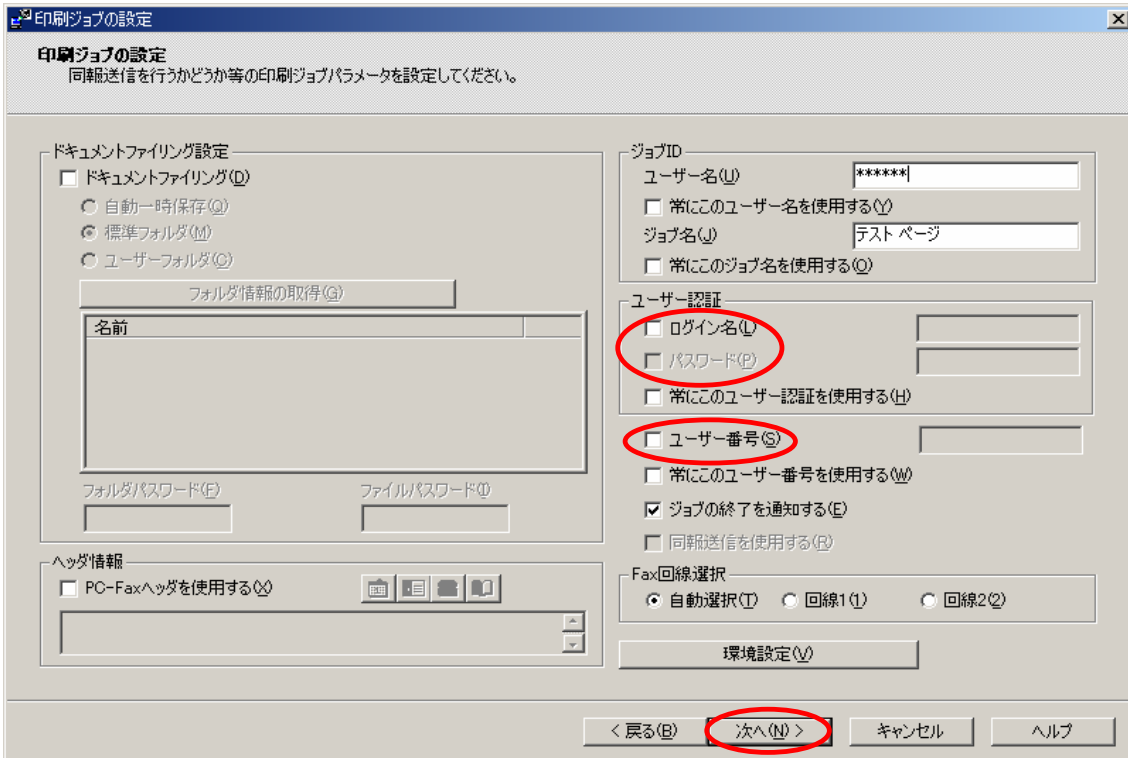 印刷ジョブの設定
印刷ジョブの設定
同報送信を行うかどうか等の印刷ジョブパラメータを設定してください。
ドキュメントファイリング設定
ドキュメントファイリング(D)
自動一時保存(Q)
標準フォルダ(M)
ユーザーフォルダ(C)
フォルダ情報の取得(G)
名前
フォルダパスワード(F)
ファイルパスワード(I)
ヘッダ情報
PC-Faxヘッダを使用する(X)
ジョブID
ユーザー名(U)
******
常にこのユーザー名を使用する(Y)
ジョブ名(J)
テスト ページ
常にこのジョブ名を使用する(O)
ユーザー認証
ログイン名(L)
パスワード(P)
常にこのユーザー認証を使用する(H)
ユーザー番号(S)
常にこのユーザー番号を使用する(W)
ジョブの終了を通知する(E)
同報送信を使用する(R)
Fax回線選択
自動選択(T) 回線1(1) 回線2(2)
環境設定(V)
< 戻る(B) 次へ(N) > キャンセル ヘルプ